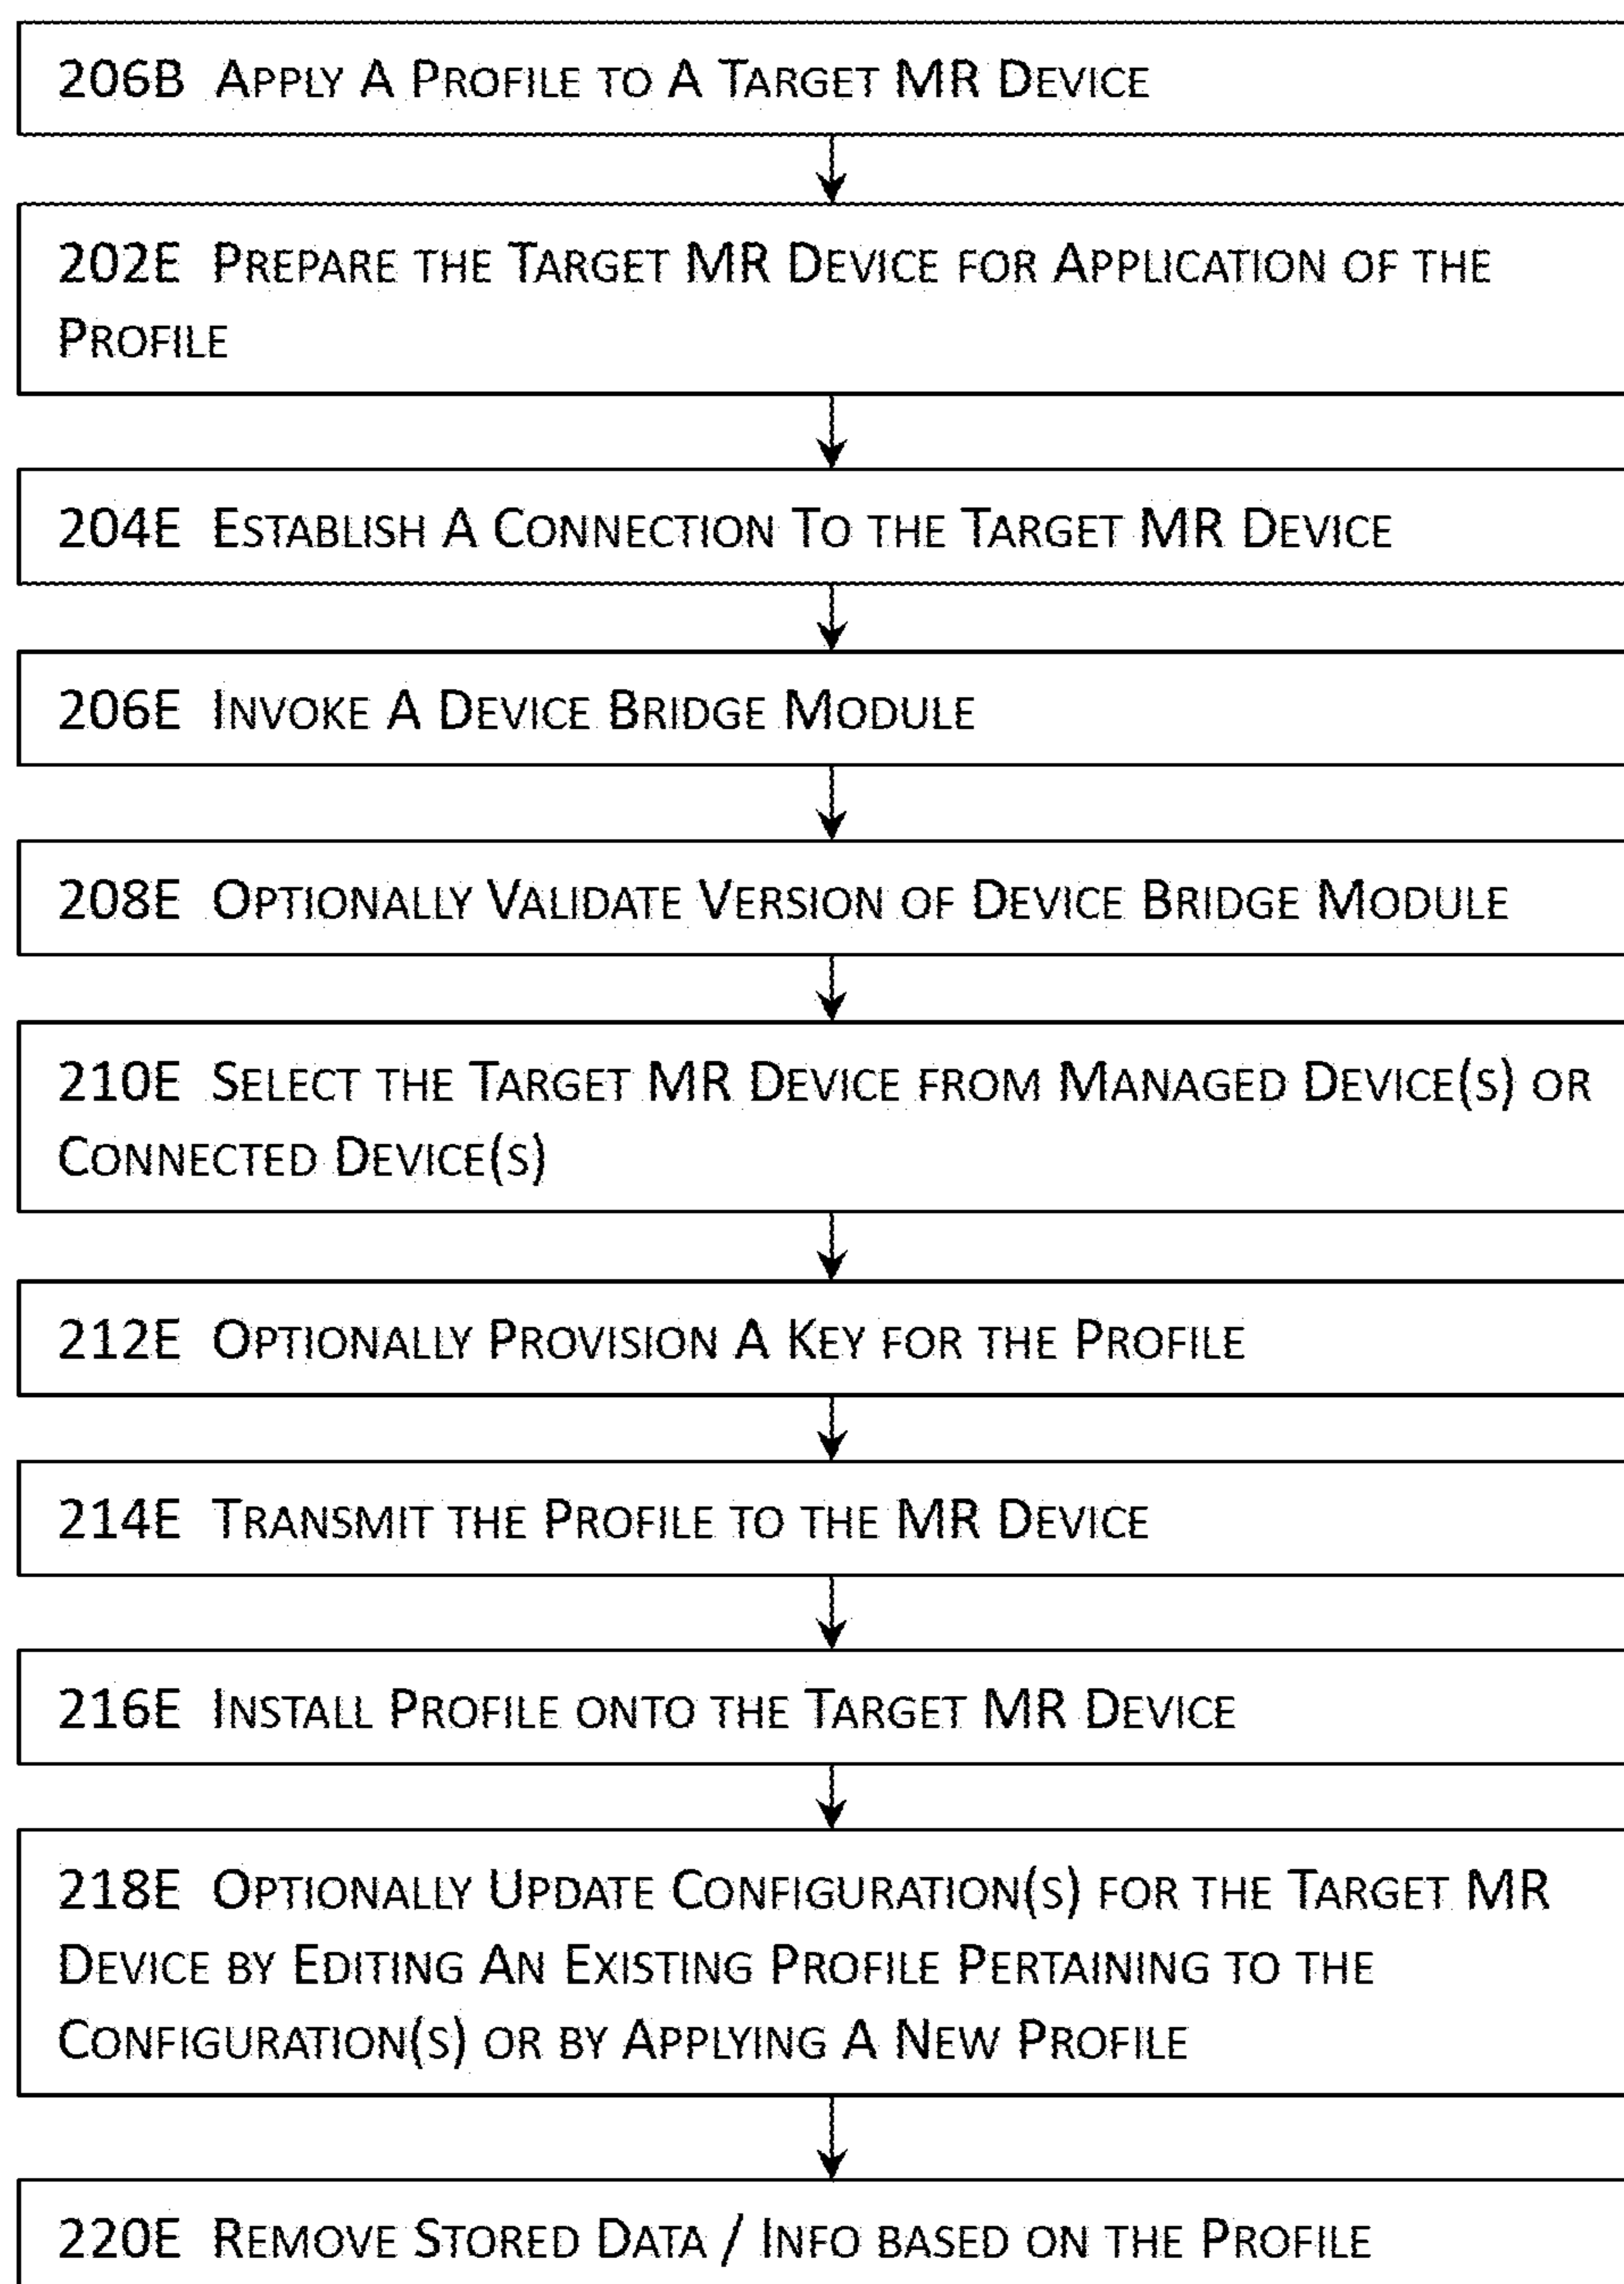 206B APPLY A PROFILE TO A TARGET MR DEVICE
202E PREPARE THE TARGET MR DEVICE FOR APPLICATION OF THE
PROFILE
204E ESTABLISH A CONNECTION TO THE TARGET MR DEVICE
206E INVOKE A DEVICE BRIDGE MODULE
208E OPTIONALLY VALIDATE VERSION OF DEVICE BRIDGE MODULE
210E SELECT THE TARGET MR DEVICE FROM MANAGED DEVICE(S) OR
CONNECTED DEVICE(S)
212E OPTIONALLY PROVISION A KEY FOR THE PROFILE
214E TRANSMIT THE PROFILE TO THE MR DEVICE
216E INSTALL PROFILE ONTO THE TARGET MR DEVICE
218E OPTIONALLY UPDATE CONFIGURATION(S) FOR THE TARGET MR
DEVICE BY EDITING AN EXISTING PROFILE PERTAINING TO THE
CONFIGURATION(S) OR BY APPLYING A NEW PROFILE
220E REMOVE STORED DATA / INFO BASED ON THE PROFILE